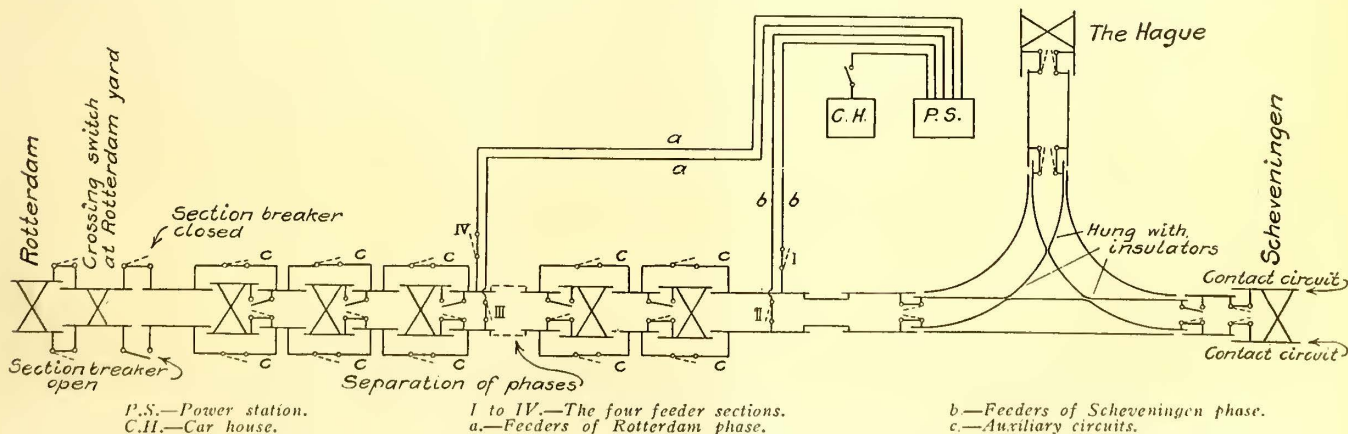 The Hague
C.H.
P.S.
a
a
b
b
Rotterdam
Crossing switch
at Rotterdam yard
Section breaker
closed
IV
I
Hung with
insulators
Scheveningen
c
c
c
c
c
III
II
Contact circuit
Contact circuit
Section breaker
open
c
c
c
c
c
Separation of phases
P.S.—Power station.
C.H.—Car house.
I to IV.—The four feeder sections.
a.—Feeders of Rotterdam phase.
b.—Feeders of Scheveningen phase.
c.—Auxiliary circuits.